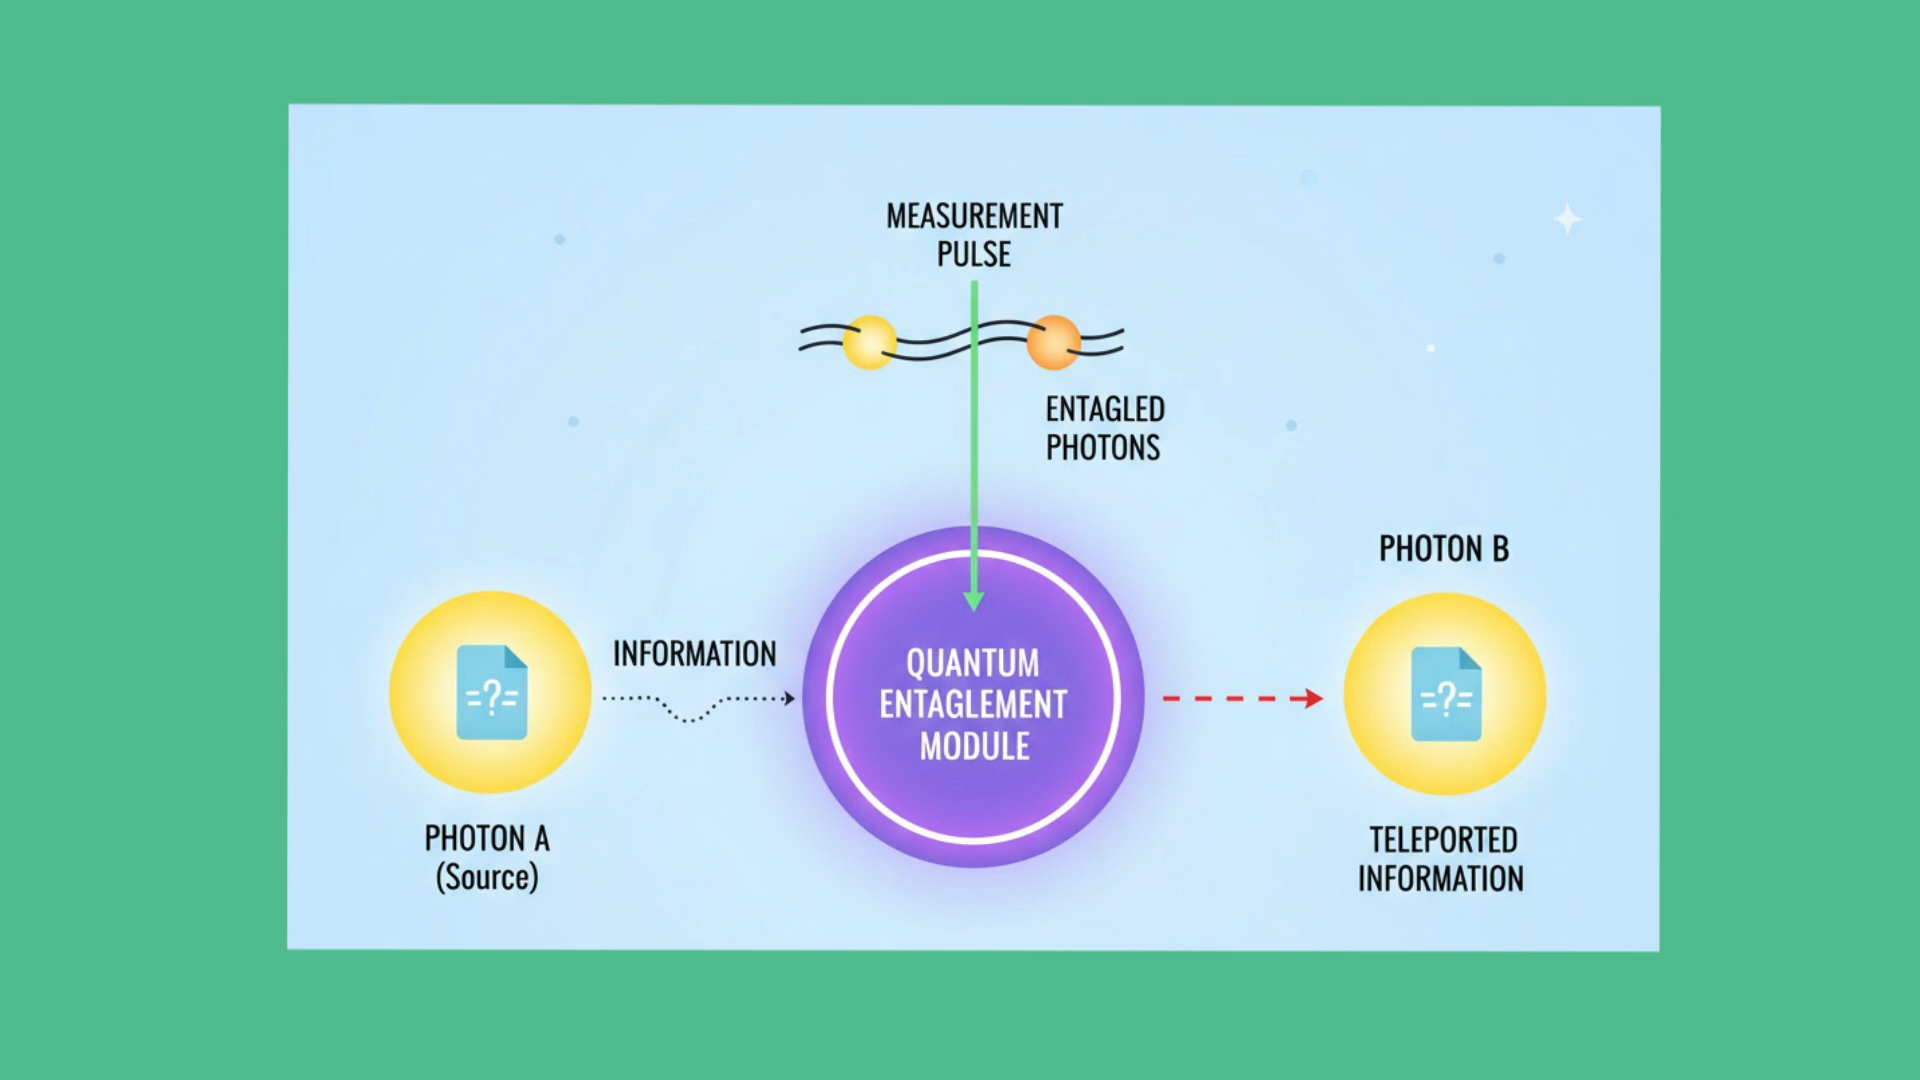 MEASUREMENT
PULSE
ENTAGLED
PHOTONS
PHOTON B
INFORMATION
QUANTUM
ENTAGLEMENT
MODULE
=?=
=?=
PHOTON A
(Source)
TELEPORTED
INFORMATION